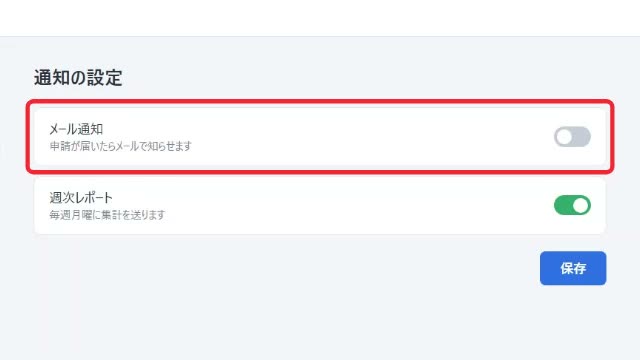 通知の設定
メール通知
申請が届いたらメールで知らせます
週次レポート
毎週月曜に集計を送ります
保存